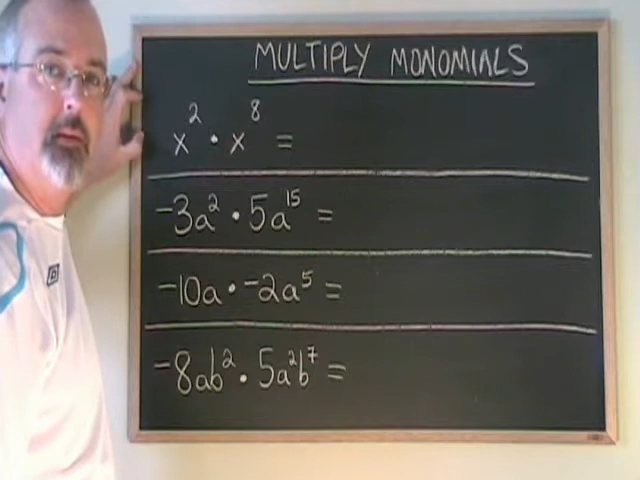 MULTIPLY MONOMIALS
x² · x⁸ =
-3a² · 5a¹⁵ =
-10a · -2a⁵ =
-8ab² · 5a²b⁷ =